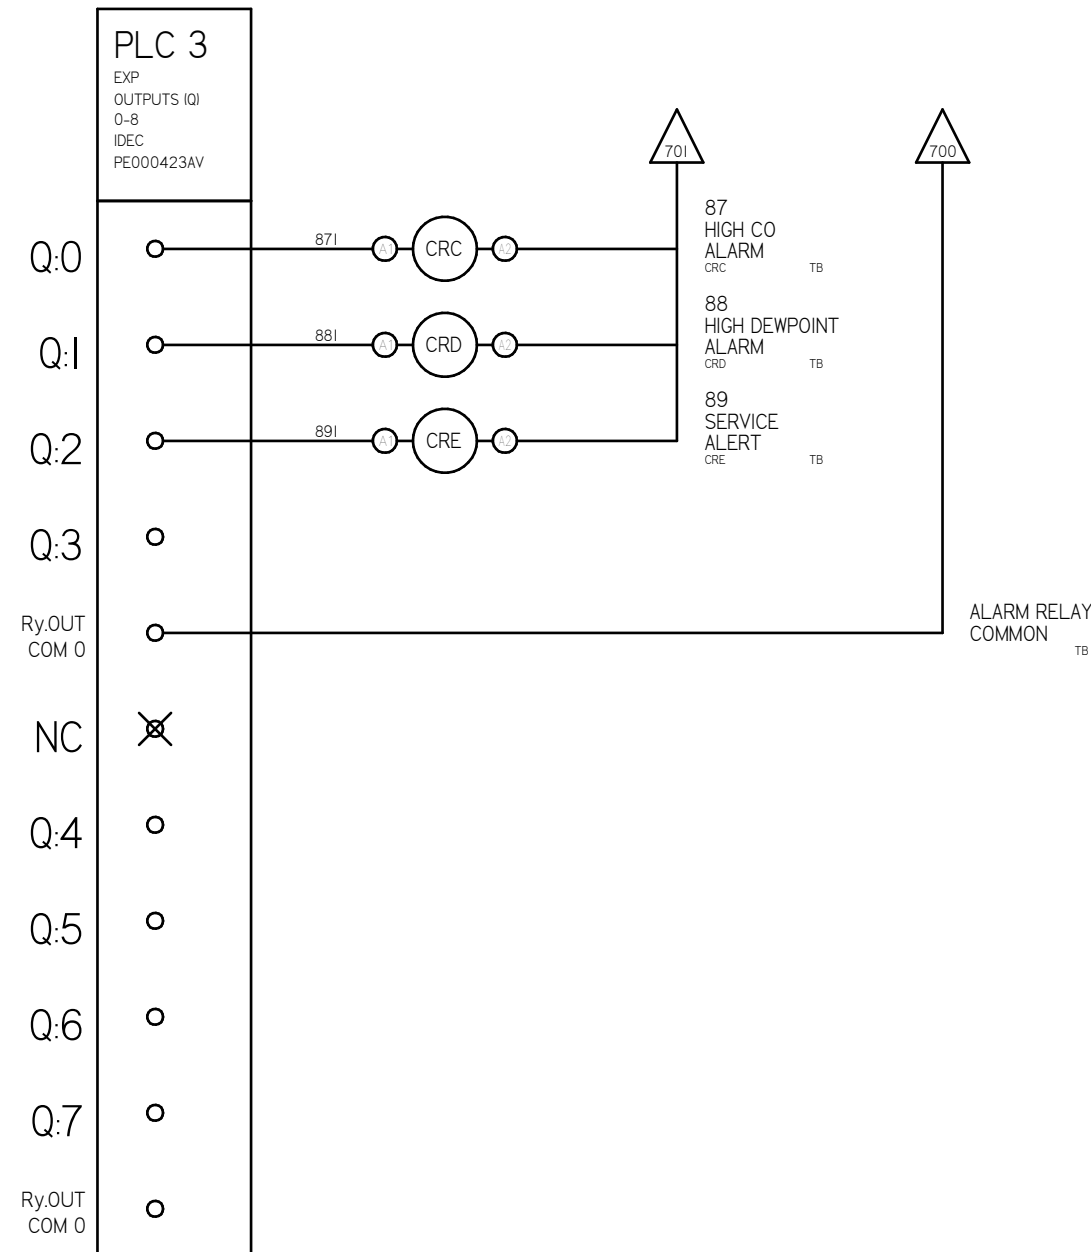 PLC 3
EXP
OUTPUTS (Q)
0-8
IDEC
PE000423AV
701
700
Q:0
871
A1
CRC
A2
87
HIGH CO
ALARM
CRC TB
Q:1
881
A1
CRD
A2
88
HIGH DEWPOINT
ALARM
CRD TB
Q:2
891
A1
CRE
A2
89
SERVICE
ALERT
CRE TB
Q:3
Ry.OUT
COM 0
ALARM RELAY
COMMON
TB
NC
Q:4
Q:5
Q:6
Q:7
Ry.OUT
COM 0